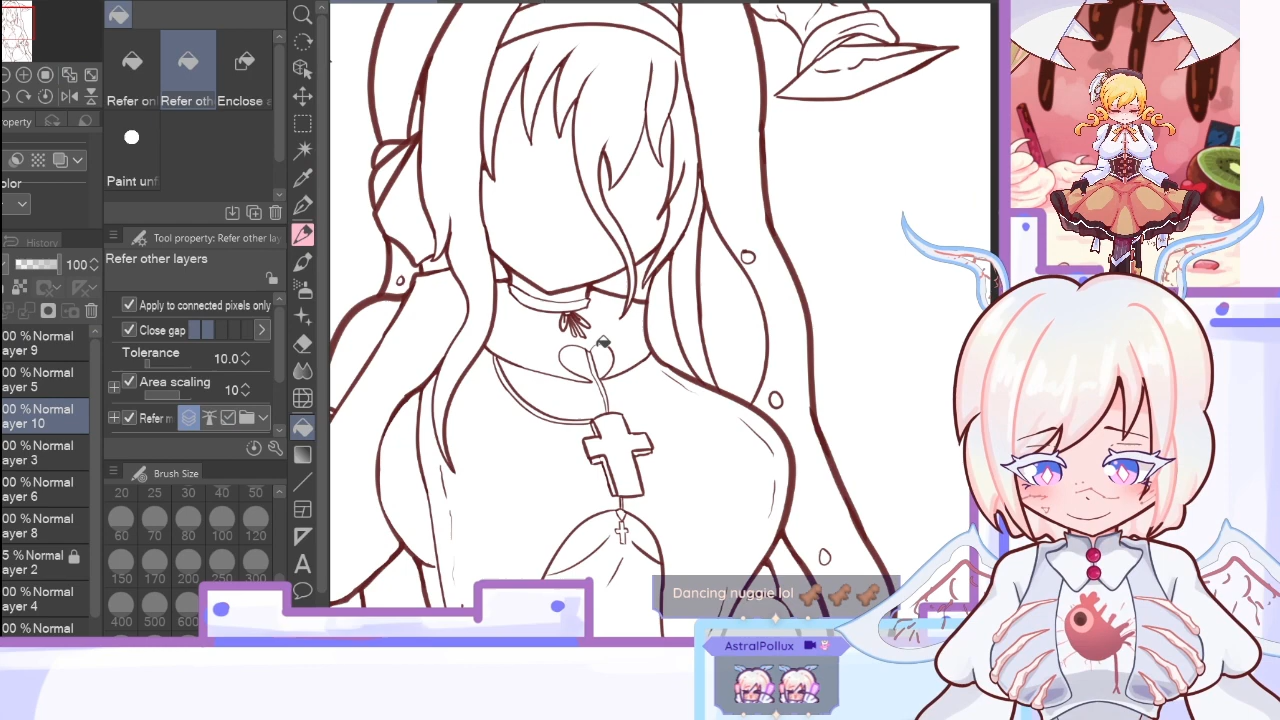 Refer on
Refer oth
Enclose a
Paint unf
roperty
olor
History
100
Tool property: Refer other lay
Refer other layers
Apply to connected pixels only
Close gap
Tolerance
10.0
Area scaling
10
Refer m
Brush Size
20 25 30 40 50
60 70 80 100 120
150 170 200 250 300
400 500 600
00 % Normal
ayer 9
00 % Normal
ayer 5
00 % Normal
ayer 10
00 % Normal
ayer 3
00 % Normal
ayer 6
00 % Normal
ayer 8
5 % Normal
ayer 2
00 % Normal
ayer 4
00 % Normal
A
Dancing nuggie lol
AstralPollux